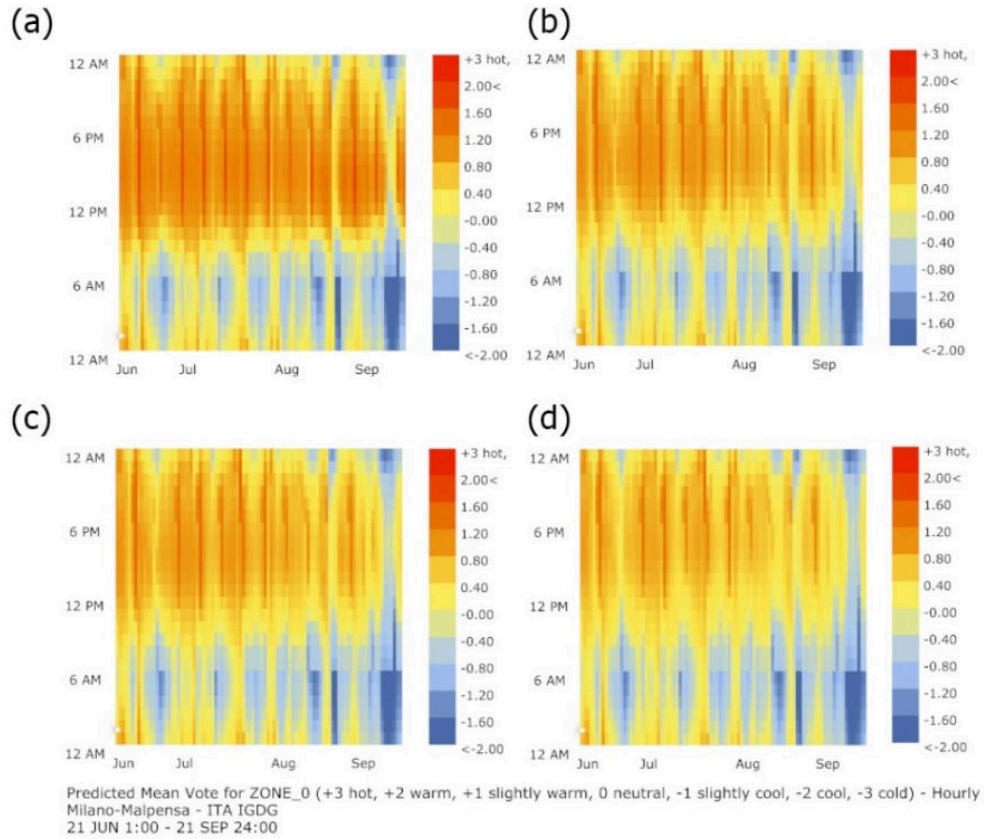 (a)
12 AM
6 PM
12 PM
6 AM
12 AM
Jun Jul Aug Sep
+3 hot,
2.00<
1.60
1.20
0.80
0.40
-0.00
-0.40
-0.80
-1.20
-1.60
<-2.00
(b)
12 AM
6 PM
12 PM
6 AM
12 AM
Jun Jul Aug Sep
+3 hot,
2.00<
1.60
1.20
0.80
0.40
-0.00
-0.40
-0.80
-1.20
-1.60
<-2.00
(c)
12 AM
6 PM
12 PM
6 AM
12 AM
Jun Jul Aug Sep
+3 hot,
2.00<
1.60
1.20
0.80
0.40
-0.00
-0.40
-0.80
-1.20
-1.60
<-2.00
(d)
12 AM
6 PM
12 PM
6 AM
12 AM
Jun Jul Aug Sep
+3 hot,
2.00<
1.60
1.20
0.80
0.40
-0.00
-0.40
-0.80
-1.20
-1.60
<-2.00
Predicted Mean Vote for ZONE_0 (+3 hot, +2 warm, +1 slightly warm, 0 neutral, -1 slightly cool, -2 cool, -3 cold) - Hourly
Milano-Malpensa - ITA IGDG
21 JUN 1:00 - 21 SEP 24:00